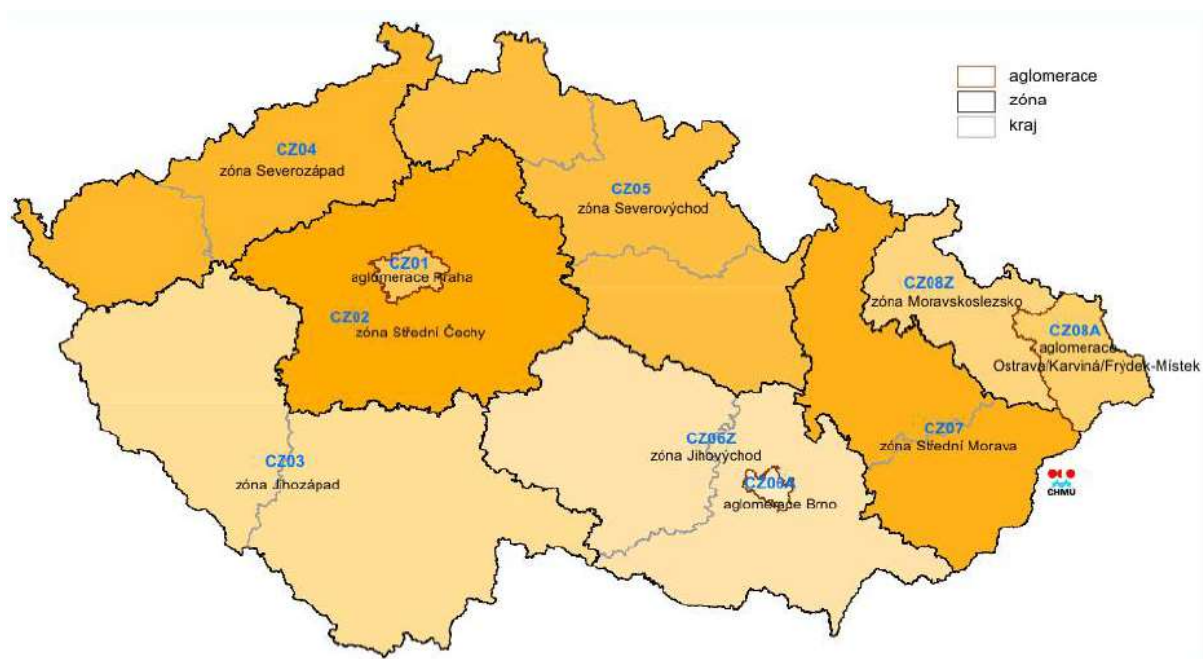 aglomerace
zóna
kraj
CZ04
zóna Severozápad
CZ05
zóna Severovýchod
CZ01
aglomerace Praha
CZ02
zóna Střední Čechy
CZ08Z
zóna Moravskoslezsko
CZ08A
aglomerace
Ostrava/Karviná/Frýdek-Místek
CZ03
zóna Jihozápad
CZ06Z
zóna Jihovýchod
CZ06A
aglomerace Brno
CZ07
zóna Střední Morava
CHMU